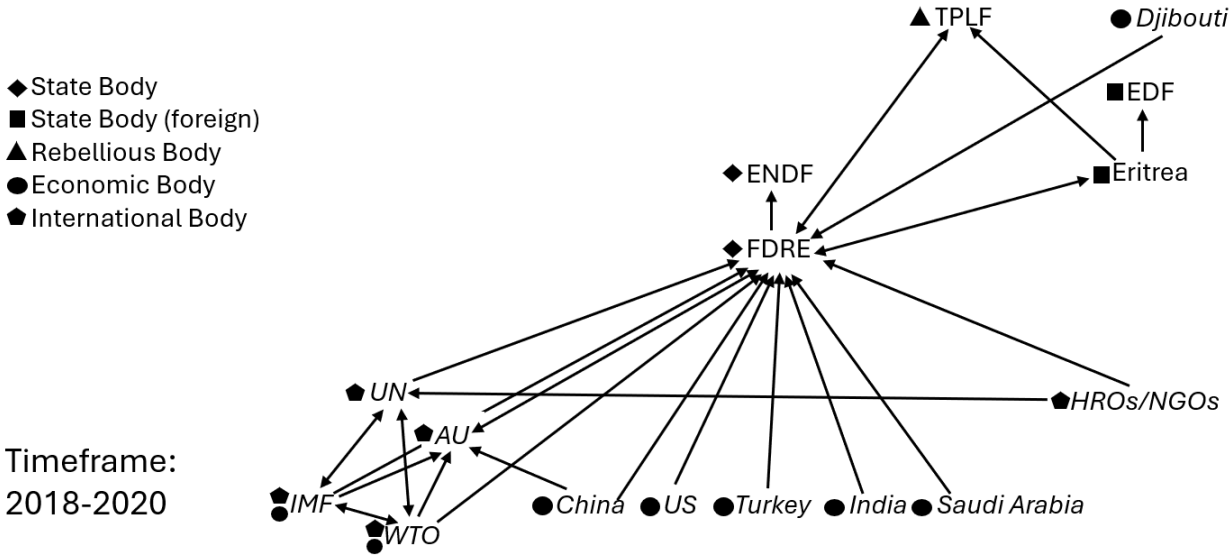 TPLF
Djibouti
State Body
EDF
State Body (foreign)
Rebellious Body
ENDF
Eritrea
Economic Body
International Body
FDRE
UN
HROs/NGOs
AU
Timeframe:
2018-2020
IMF
China
US
Turkey
India
Saudi Arabia
WTO